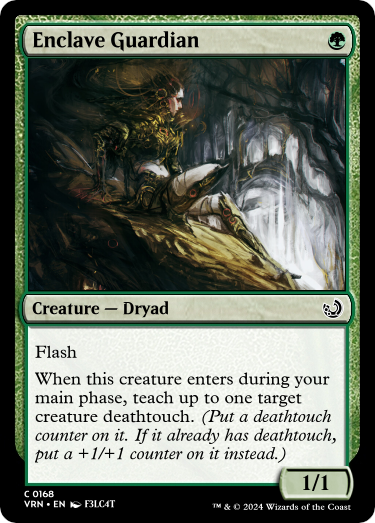 Enclave Guardian
Creature — Dryad
Flash
When this creature enters during your
main phase, teach up to one target
creature deathtouch. (Put a deathtouch
counter on it. If it already has deathtouch,
put a +1/+1 counter on it instead.)
1/1
C 0168
VRN • EN F3LC4T
™ & © 2024 Wizards of the Coast